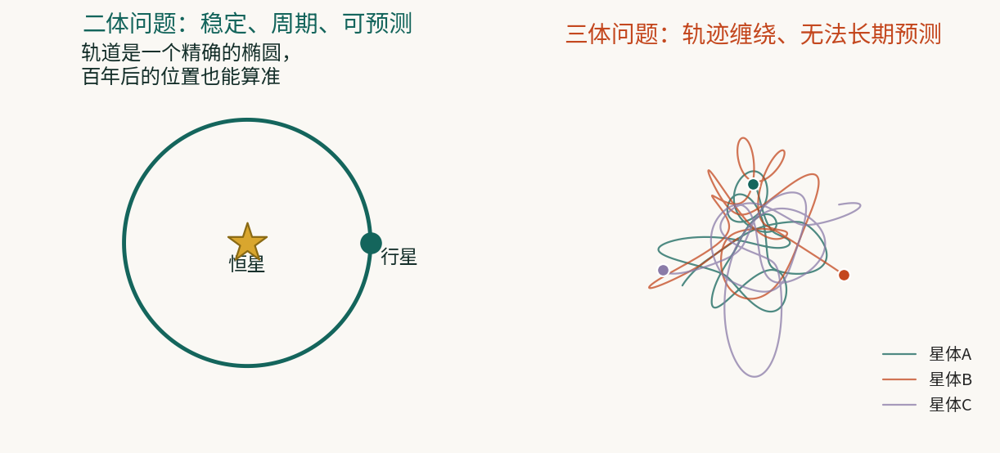 二体问题：稳定、周期、可预测
轨道是一个精确的椭圆，
百年后的位置也能算准
恒星
行星
三体问题：轨迹缠绕、无法长期预测
星体A
星体B
星体C